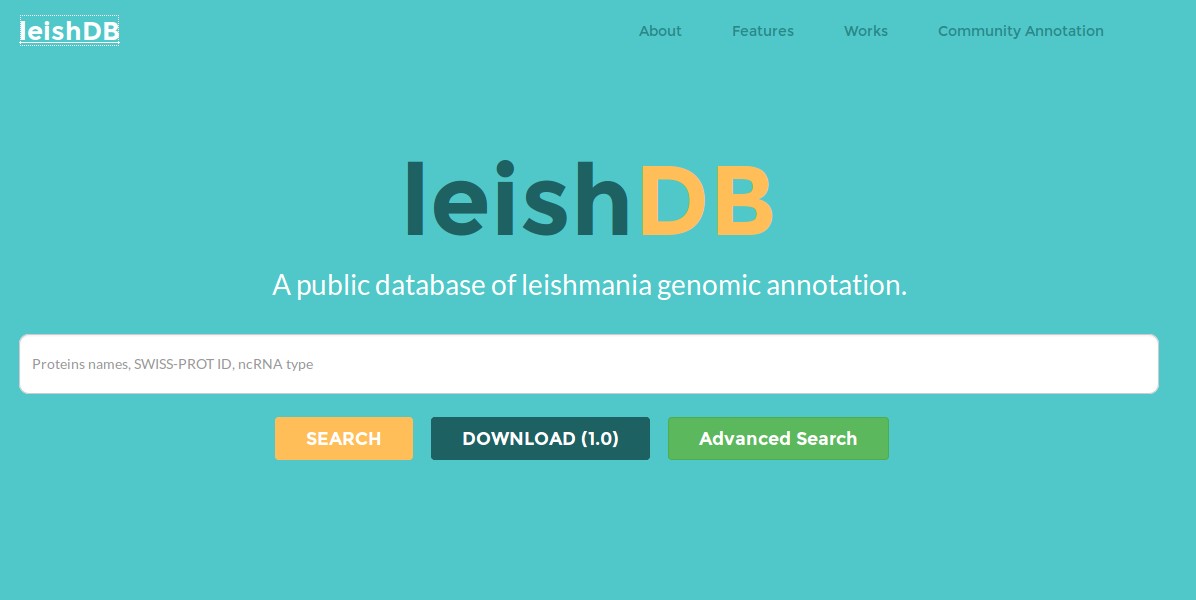 leishDB
About
Features
Works
Community Annotation
leishDB
A public database of leishmania genomic annotation.
Proteins names, SWISS-PROT ID, ncRNA type
SEARCH
DOWNLOAD (1.0)
Advanced Search